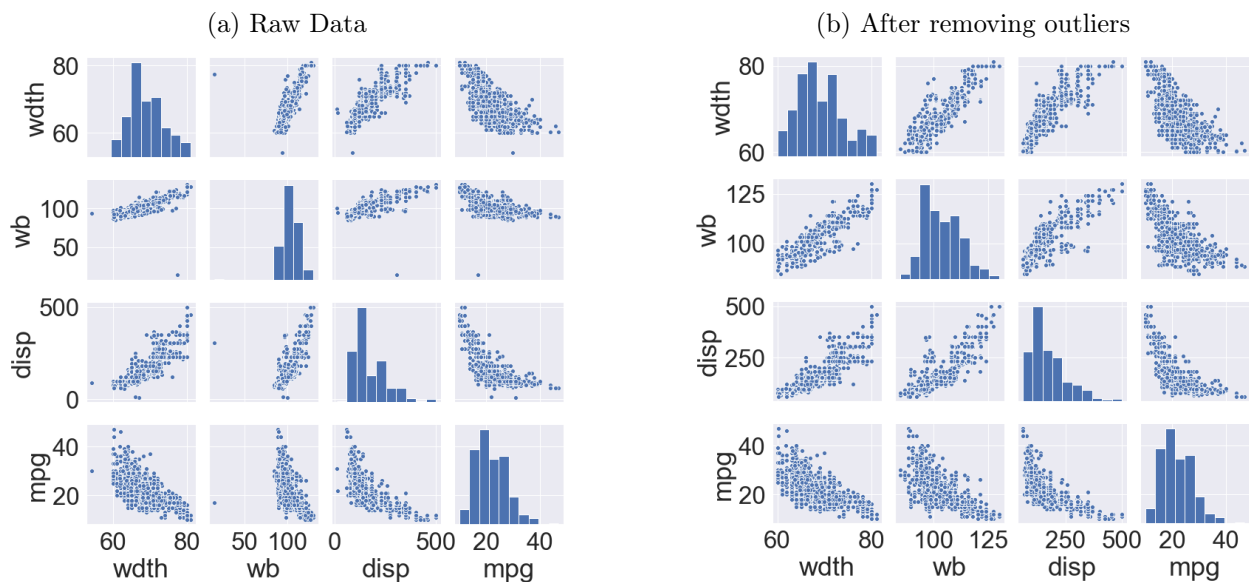 (a) Raw Data
80
60
wdth
100
50
wb
500
0
disp
40
20
mpg
60 80
50 100
0 500
20 40
wdth wb disp mpg
(b) After removing outliers
80
60
wdth
125
100
wb
500
250
disp
40
20
mpg
60 70 80
100 125
250 500
20 40
wdth wb disp mpg